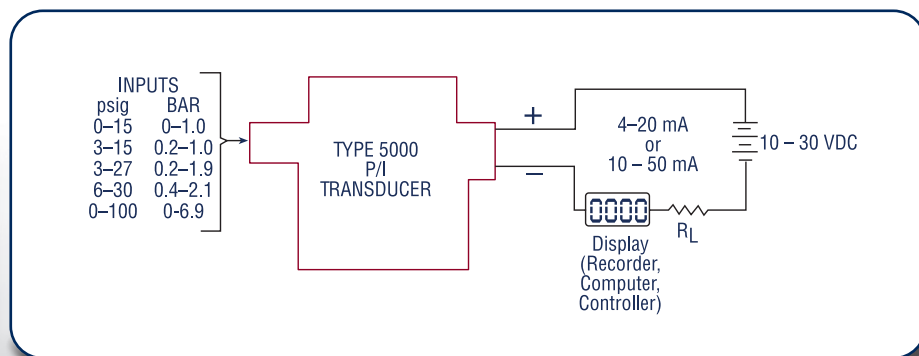 INPUTS
psig BAR
0–15 0–1.0
3–15 0.2–1.0
3–27 0.2–1.9
6–30 0.4–2.1
0–100 0-6.9
TYPE 5000
P/I
TRANSDUCER
+
–
4–20 mA
or
10–50 mA
10 – 30 VDC
0000
RL
Display
(Recorder,
Computer,
Controller)